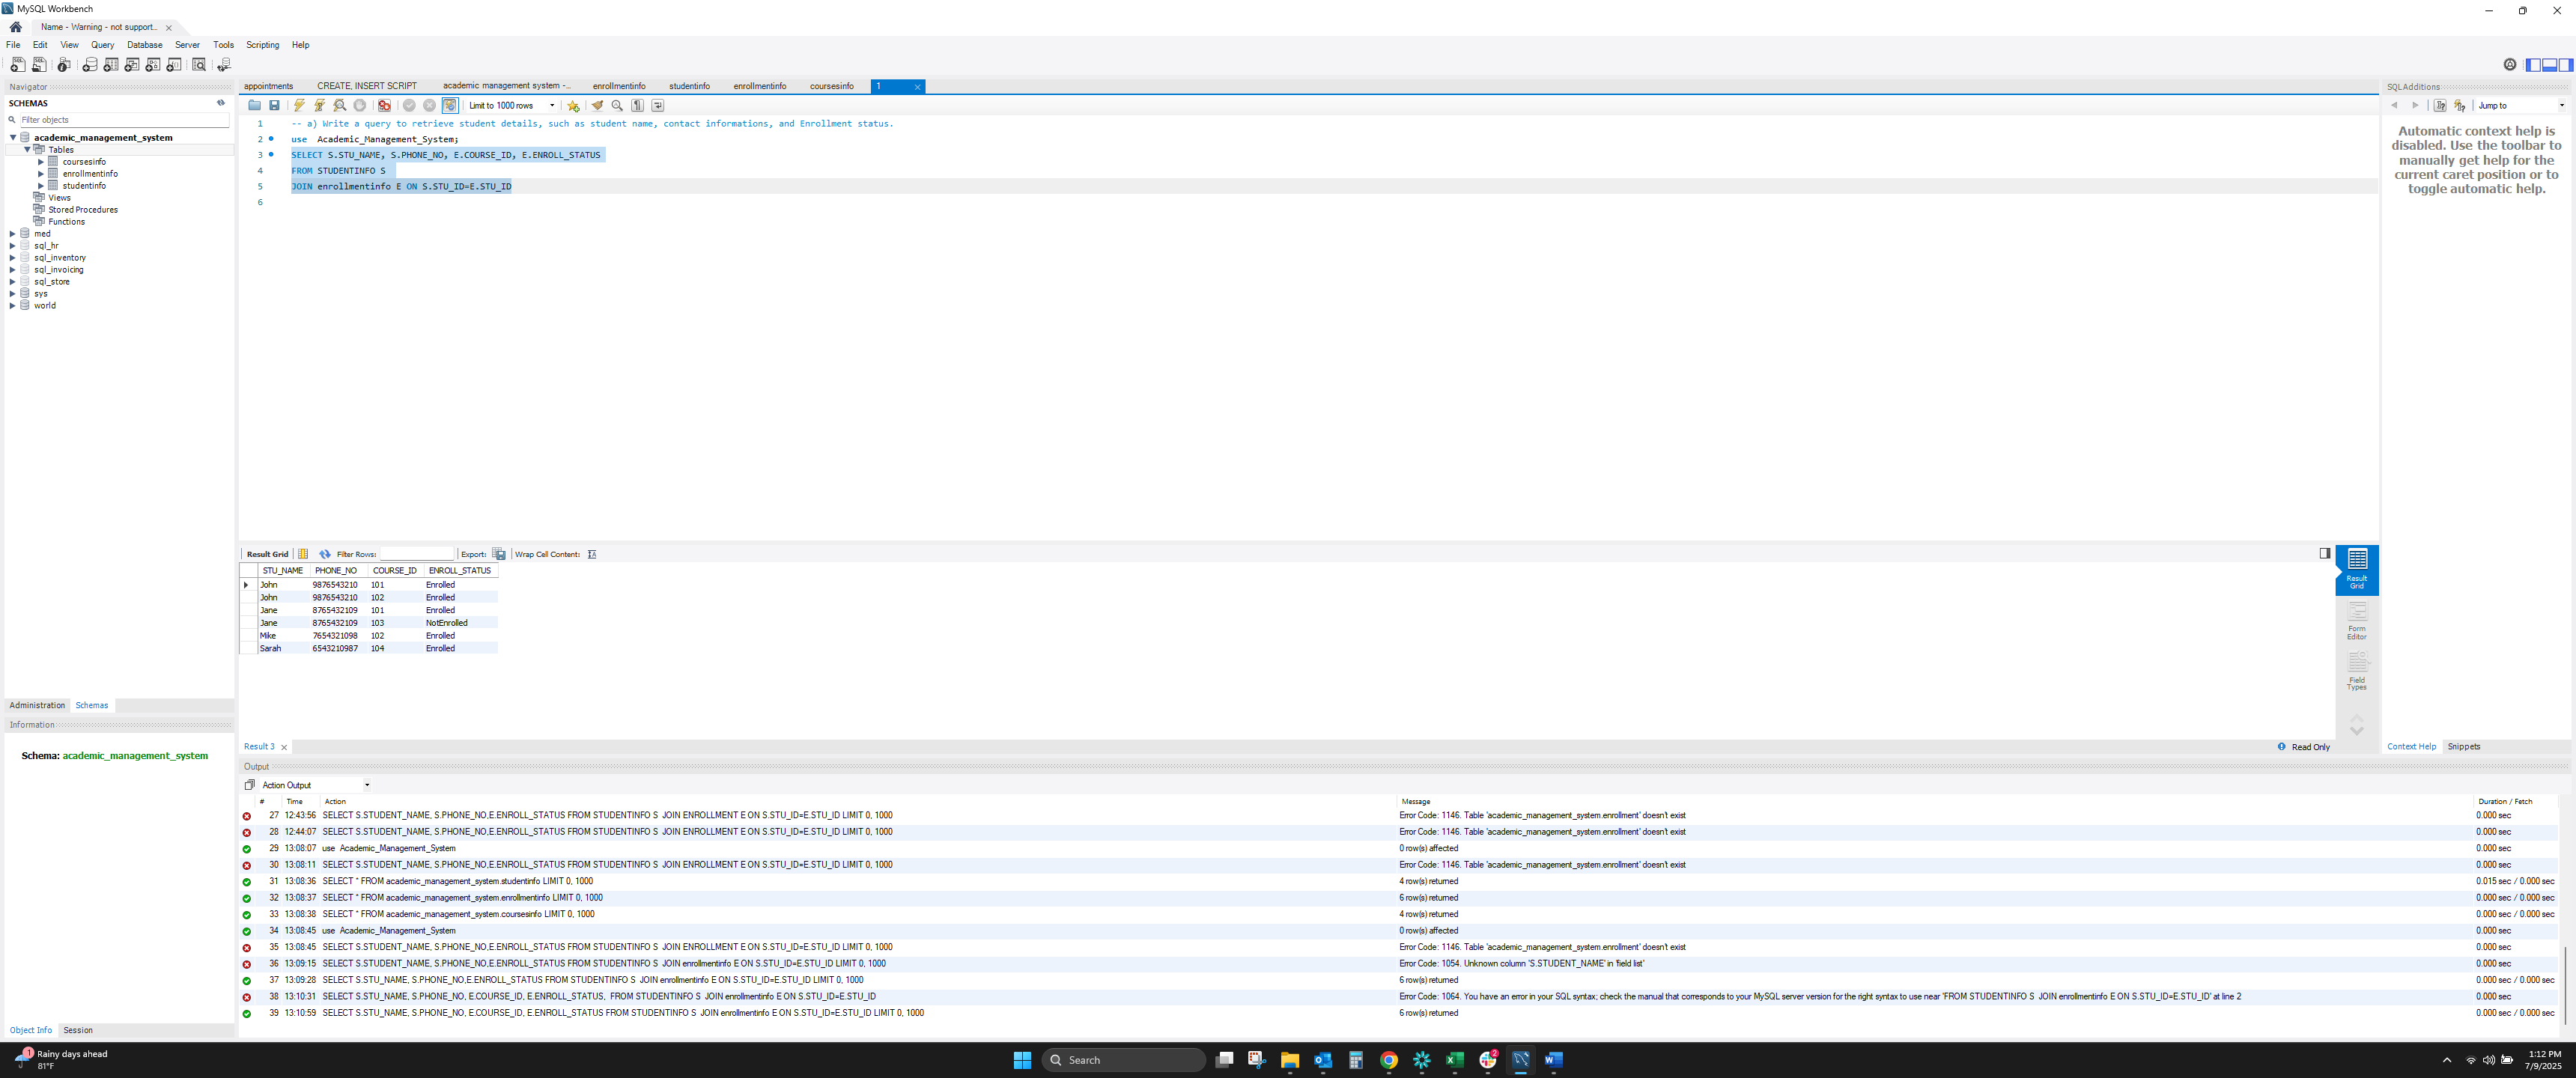 MySQL Workbench
Name - Warning - not support...
File Edit View Query Database Server Tools Scripting Help
Navigator
SCHEMAS
Filter objects
academic_management_system
Tables
coursesinfo
enrollmentinfo
studentinfo
Views
Stored Procedures
Functions
med
sql_hr
sql_inventory
sql_invoicing
sql_store
sys
world
Administration Schemas
Information
Schema: academic_management_system
Object Info Session
appointments CREATE, INSERT SCRIPT academic management system -... enrollmentinfo studentinfo enrollmentinfo coursesinfo 1
Limit to 1000 rows
1 -- a) Write a query to retrieve student details, such as student name, contact informations, and Enrollment status.
2 use Academic_Management_System;
3 SELECT S.STU_NAME, S.PHONE_NO, E.COURSE_ID, E.ENROLL_STATUS
4 FROM STUDENTINFO S
5 JOIN enrollmentinfo E ON S.STU_ID=E.STU_ID
6
Result Grid Filter Rows: Export: Wrap Cell Content:
STU_NAME PHONE_NO COURSE_ID ENROLL_STATUS
John 9876543210 101 Enrolled
John 9876543210 102 Enrolled
Jane 8765432109 101 Enrolled
Jane 8765432109 103 NotEnrolled
Mike 7654321098 102 Enrolled
Sarah 6543210987 104 Enrolled
Result Grid
Form Editor
Field Types
Result 3
Read Only
SQLAdditions
Jump to
Automatic context help is
disabled. Use the toolbar to
manually get help for the
current caret position or to
toggle automatic help.
Context Help Snippets
Output
Action Output
# Time Action Message Duration / Fetch
27 12:43:56 SELECT S.STUDENT_NAME, S.PHONE_NO,E.ENROLL_STATUS FROM STUDENTINFO S JOIN ENROLLMENT E ON S.STU_ID=E.STU_ID LIMIT 0, 1000 Error Code: 1146. Table 'academic_management_system.enrollment' doesn't exist 0.000 sec
28 12:44:07 SELECT S.STUDENT_NAME, S.PHONE_NO,E.ENROLL_STATUS FROM STUDENTINFO S JOIN ENROLLMENT E ON S.STU_ID=E.STU_ID LIMIT 0, 1000 Error Code: 1146. Table 'academic_management_system.enrollment' doesn't exist 0.000 sec
29 13:08:07 use Academic_Management_System 0 row(s) affected 0.000 sec
30 13:08:11 SELECT S.STUDENT_NAME, S.PHONE_NO,E.ENROLL_STATUS FROM STUDENTINFO S JOIN ENROLLMENT E ON S.STU_ID=E.STU_ID LIMIT 0, 1000 Error Code: 1146. Table 'academic_management_system.enrollment' doesn't exist 0.000 sec
31 13:08:36 SELECT * FROM academic_management_system.studentinfo LIMIT 0, 1000 4 row(s) returned 0.015 sec / 0.000 sec
32 13:08:37 SELECT * FROM academic_management_system.enrollmentinfo LIMIT 0, 1000 6 row(s) returned 0.000 sec / 0.000 sec
33 13:08:38 SELECT * FROM academic_management_system.coursesinfo LIMIT 0, 1000 4 row(s) returned 0.000 sec / 0.000 sec
34 13:08:45 use Academic_Management_System 0 row(s) affected 0.000 sec
35 13:08:45 SELECT S.STUDENT_NAME, S.PHONE_NO,E.ENROLL_STATUS FROM STUDENTINFO S JOIN ENROLLMENT E ON S.STU_ID=E.STU_ID LIMIT 0, 1000 Error Code: 1146. Table 'academic_management_system.enrollment' doesn't exist 0.000 sec
36 13:09:15 SELECT S.STUDENT_NAME, S.PHONE_NO,E.ENROLL_STATUS FROM STUDENTINFO S JOIN enrollmentinfo E ON S.STU_ID=E.STU_ID LIMIT 0, 1000 Error Code: 1054. Unknown column 'S.STUDENT_NAME' in 'field list' 0.000 sec
37 13:09:28 SELECT S.STU_NAME, S.PHONE_NO,E.ENROLL_STATUS FROM STUDENTINFO S JOIN enrollmentinfo E ON S.STU_ID=E.STU_ID LIMIT 0, 1000 6 row(s) returned 0.000 sec / 0.000 sec
38 13:10:31 SELECT S.STU_NAME, S.PHONE_NO, E.COURSE_ID, E.ENROLL_STATUS, FROM STUDENTINFO S JOIN enrollmentinfo E ON S.STU_ID=E.STU_ID Error Code: 1064. You have an error in your SQL syntax; check the manual that corresponds to your MySQL server version for the right syntax to use near 'FROM STUDENTINFO S JOIN enrollmentinfo E ON S.STU_ID=E.STU_ID' at line 2 0.000 sec
39 13:10:59 SELECT S.STU_NAME, S.PHONE_NO, E.COURSE_ID, E.ENROLL_STATUS FROM STUDENTINFO S JOIN enrollmentinfo E ON S.STU_ID=E.STU_ID LIMIT 0, 1000 6 row(s) returned 0.000 sec / 0.000 sec
1
Rainy days ahead
81°F
Search
2
1:12 PM
7/9/2025